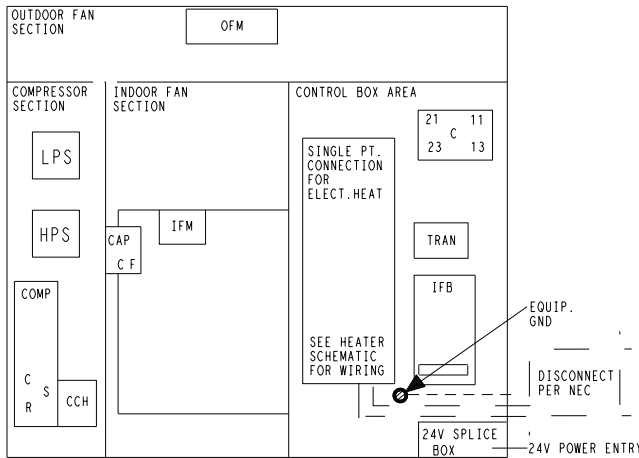 OUTDOOR FAN
SECTION
OFM
COMPRESSOR
SECTION
INDOOR FAN
SECTION
CONTROL BOX AREA
LPS
HPS
COMP
C
S
R
CCH
CAP
C F
IFM
SINGLE PT.
CONNECTION
FOR
ELECT.HEAT
SEE HEATER
SCHEMATIC
FOR WIRING
21 11
C
23 13
TRAN
IFB
EQUIP.
GND
DISCONNECT
PER NEC
24V SPLICE
BOX
24V POWER ENTRY